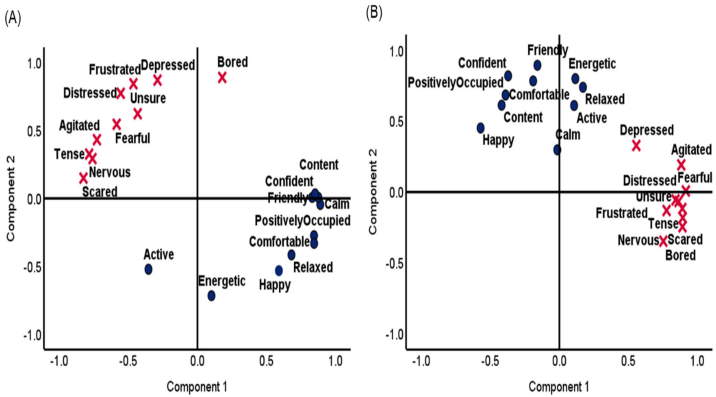 (A)
1.0
0.5
0.0
-0.5
-1.0
Component 2
-1.0
-0.5
0.0
0.5
1.0
Component 1
Depressed
Bored
Frustrated
Distressed
Unsure
Agitated
Fearful
Tense
Nervous
Scared
Content
Confident
Friendly
Calm
PositivelyOccupied
Comfortable
Active
Relaxed
Energetic
Happy
(B)
1.0
0.5
0.0
-0.5
-1.0
Component 2
-1.0
-0.5
0.0
0.5
1.0
Component 1
Friendly
Confident
Energetic
PositivelyOccupied
Comfortable
Relaxed
Content
Active
Happy
Calm
Depressed
Agitated
Distressed
Fearful
Unsure
Frustrated
Tense
Nervous
Scared
Bored